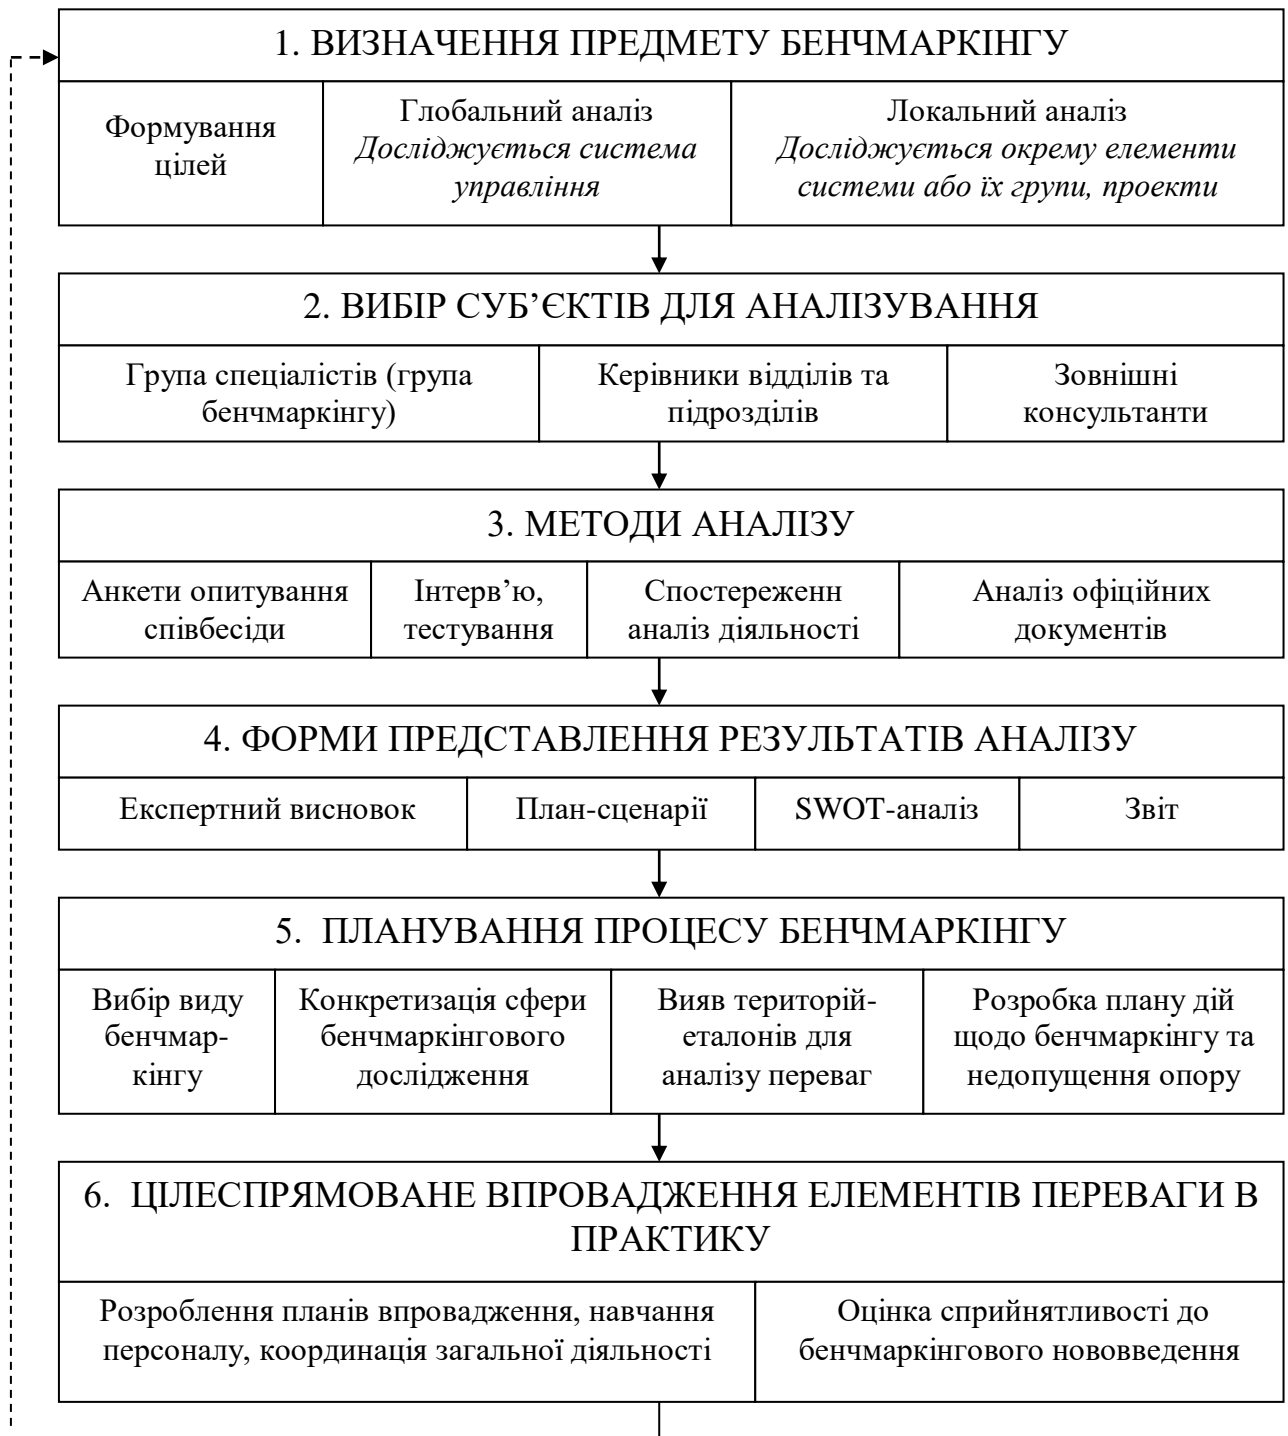 1. ВИЗНАЧЕННЯ ПРЕДМЕТУ БЕНЧМАРКІНГУ
Формування
цілей
Глобальний аналіз
Досліджується система
управління
Локальний аналіз
Досліджується окрему елементи
системи або їх групи, проекти
2. ВИБІР СУБ’ЄКТІВ ДЛЯ АНАЛІЗУВАННЯ
Група спеціалістів (група
бенчмаркінгу)
Керівники відділів та
підрозділів
Зовнішні
консультанти
3. МЕТОДИ АНАЛІЗУ
Анкети опитування
співбесіди
Інтерв’ю,
тестування
Спостереженн
аналіз діяльності
Аналіз офіційних
документів
4. ФОРМИ ПРЕДСТАВЛЕННЯ РЕЗУЛЬТАТІВ АНАЛІЗУ
Експертний висновок
План-сценарії
SWOT-аналіз
Звіт
5. ПЛАНУВАННЯ ПРОЦЕСУ БЕНЧМАРКІНГУ
Вибір виду
бенчмар-
кінгу
Конкретизація сфери
бенчмаркінгового
дослідження
Вияв територій-
еталонів для
аналізу переваг
Розробка плану дій
щодо бенчмаркінгу та
недопущення опору
6. ЦІЛЕСПРЯМОВАНЕ ВПРОВАДЖЕННЯ ЕЛЕМЕНТІВ ПЕРЕВАГИ В
ПРАКТИКУ
Розроблення планів впровадження, навчання
персоналу, координація загальної діяльності
Оцінка сприйнятливості до
бенчмаркінгового нововведення